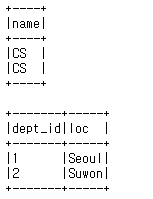 +----+
|name|
+----+
|CS  |
|CS  |
+----+

+-------+-----+
|dept_id|loc  |
+-------+-----+
|1      |Seoul|
|2      |Suwon|
+-------+-----+